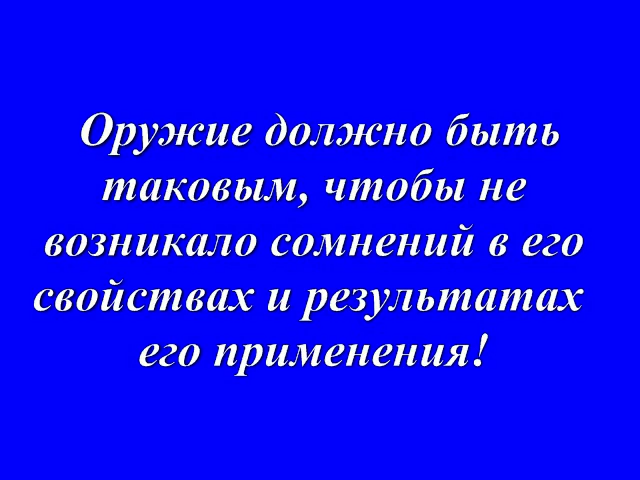 Оружие должно быть
таковым, чтобы не
возникало сомнений в его
свойствах и результатах
его применения!